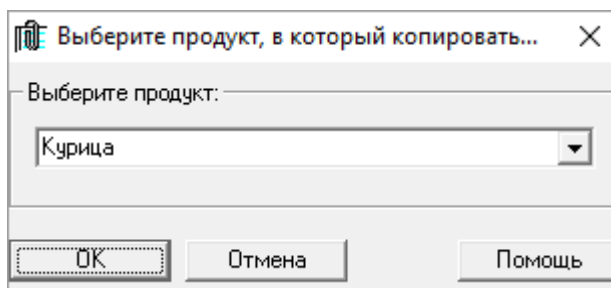 Выберите продукт, в который копировать...
Выберите продукт:
Курица
OK Отмена Помощь